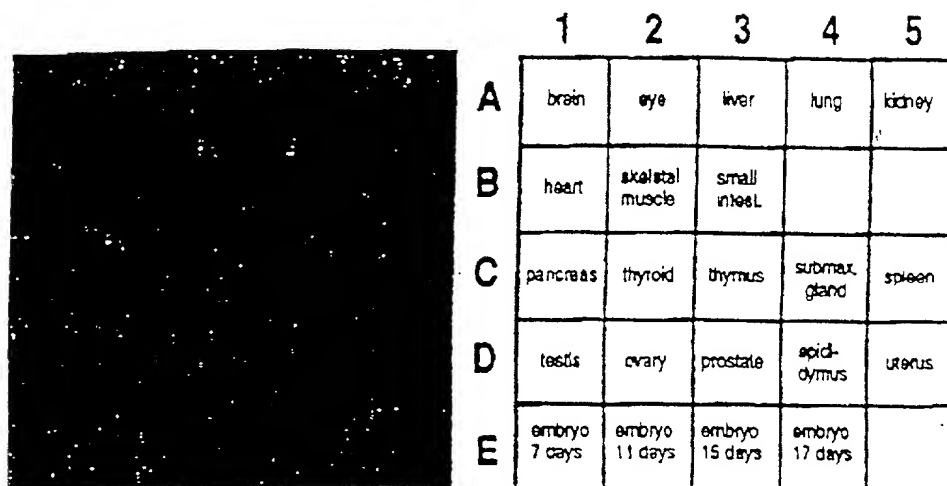 1 2 3 4 5
A brain eye liver lung kidney
B heart skeletal muscle small intest.
C pancreas thyroid thymus submax. gland spleen
D testis ovary prostate epidi-dymus uterus
E embryo 7 days embryo 11 days embryo 15 days embryo 17 days